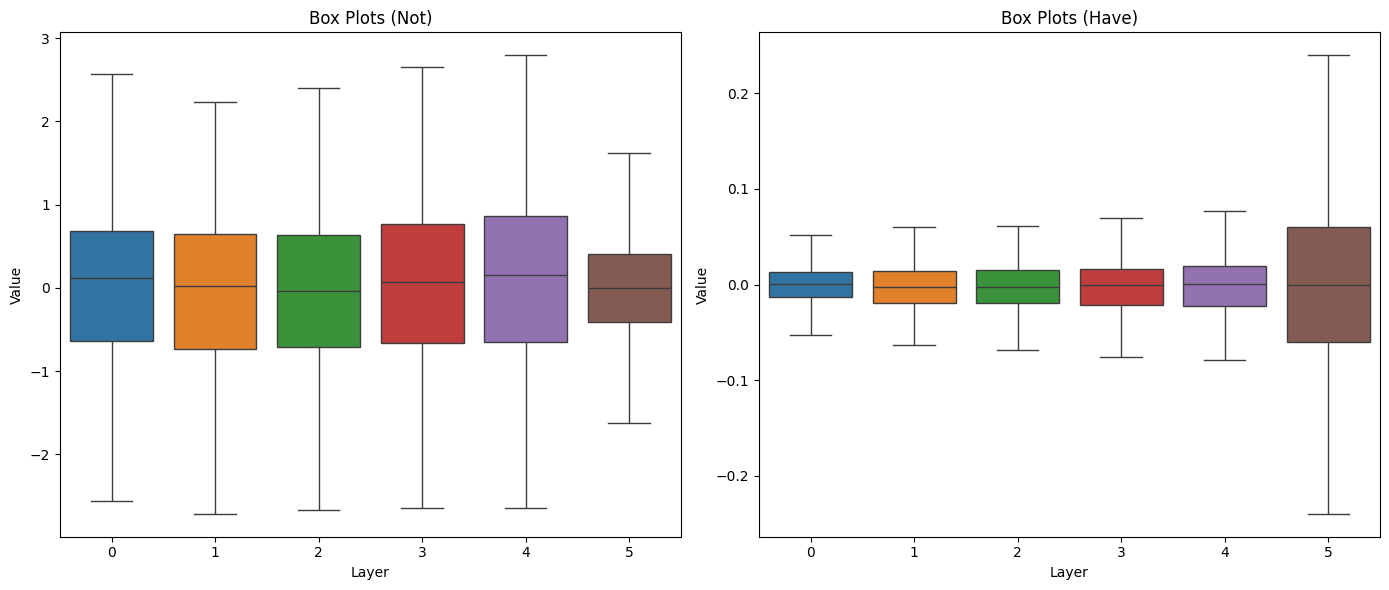 Box Plots (Not)
Value
3
2
1
0
−1
−2
0 1 2 3 4 5
Layer
Box Plots (Have)
Value
0.2
0.1
0.0
−0.1
−0.2
0 1 2 3 4 5
Layer